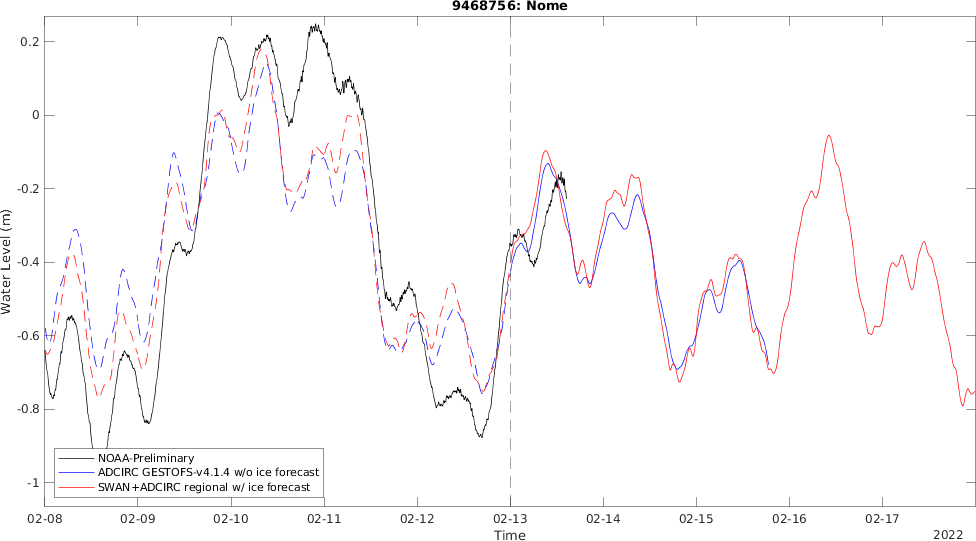 9468756: Nome
0.2
0
-0.2
-0.4
-0.6
-0.8
-1
Water Level (m)
NOAA-Preliminary
ADCIRC GESTOFS-v4.1.4 w/o ice forecast
SWAN+ADCIRC regional w/ ice forecast
02-08 02-09 02-10 02-11 02-12 02-13 02-14 02-15 02-16 02-17
Time
2022